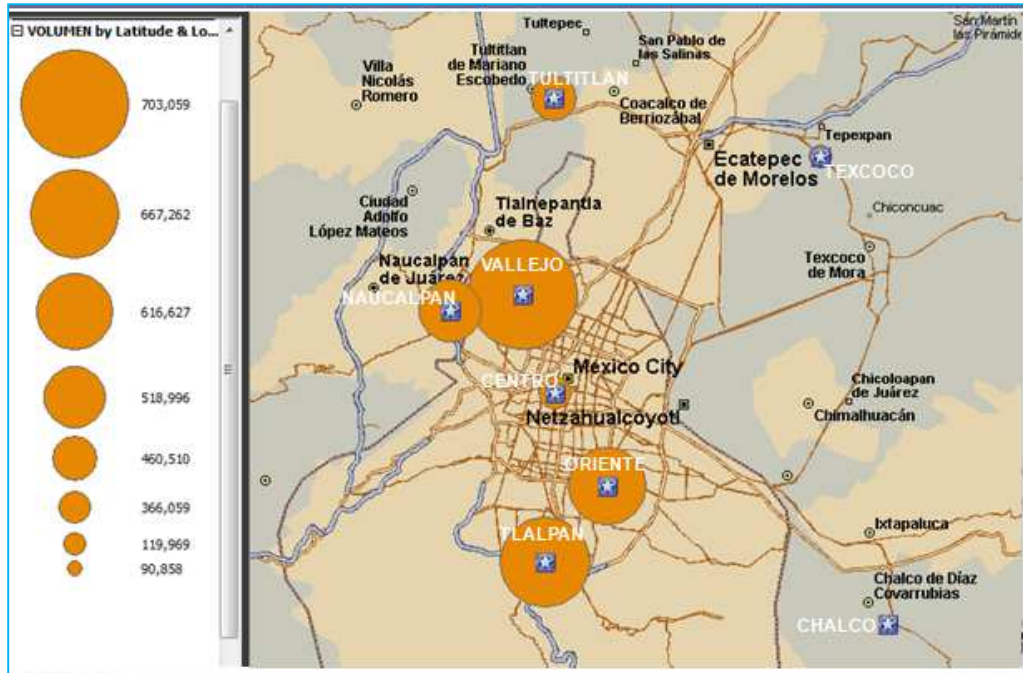 VOLUMEN by Latitude & Lo...
703,059
667,262
616,627
518,996
460,510
366,059
119,969
90,858
Tultepec
San Martín
las Pirámide
Tultitlan
de Mariano
Escobedo
San Pablo de
las Salinas
Villa
Nicolás
Romero
TULTITLAN
Coacalco de
Berriozábal
Tepexpan
Ecatepec
de Morelos
TEXCOCO
Ciudad
Adolfo
López Mateos
Tlalnepantla
de Baz
Chiconcuac
Texcoco
de Mora
Naucalpan
de Juárez
VALLEJO
NAUCALPAN
Mexico City
CENTRO
Netzahualcoyotl
Chicoloapan
de Juárez
Chimalhuacán
ORIENTE
TLALPAN
Ixtapaluca
Chalco de Díaz
Covarrubias
CHALCO